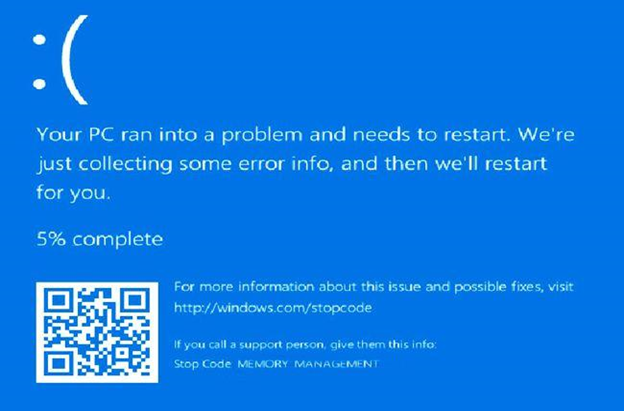 :(
Your PC ran into a problem and needs to restart. We're
just collecting some error info, and then we'll restart
for you.
5% complete
For more information about this issue and possible fixes, visit
http://windows.com/stopcode
If you call a support person, give them this info:
Stop Code MEMORY MANAGEMENT